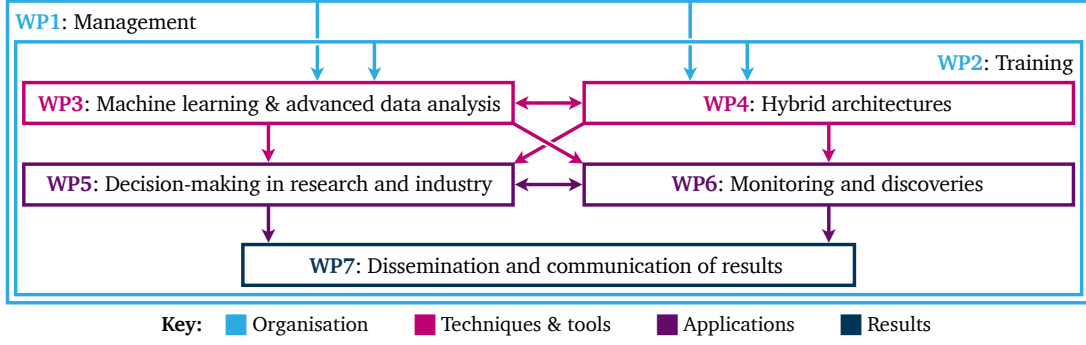 WP1: Management
WP2: Training
WP3: Machine learning & advanced data analysis
WP4: Hybrid architectures
WP5: Decision-making in research and industry
WP6: Monitoring and discoveries
WP7: Dissemination and communication of results
Key: Organisation Techniques & tools Applications Results